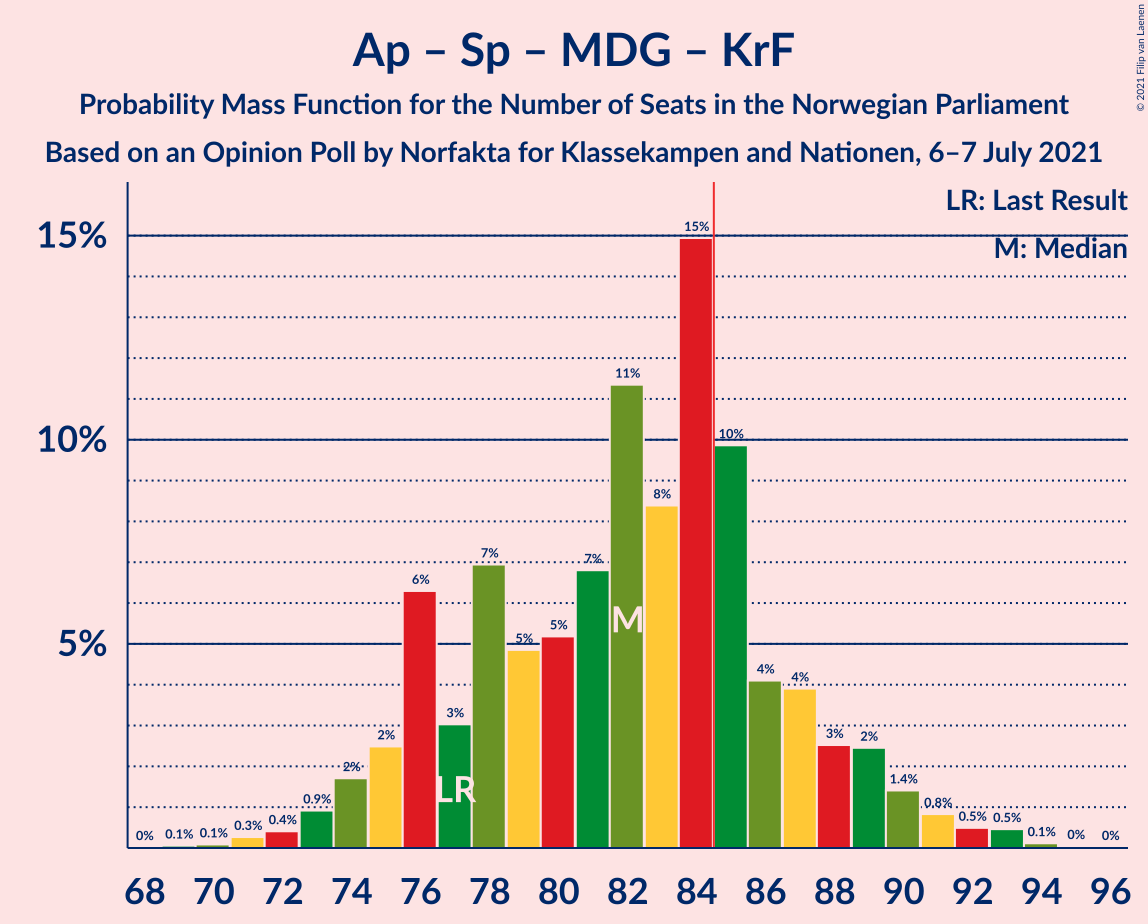 Ap – Sp – MDG – KrF
Probability Mass Function for the Number of Seats in the Norwegian Parliament
Based on an Opinion Poll by Norfakta for Klassekampen and Nationen, 6–7 July 2021
© 2021 Filip van Laenen
LR: Last Result
M: Median
15%
10%
5%
0% 0.1% 0.1% 0.3% 0.4% 0.9% 2% 2% 6% 3% 7% 5% 5% 7% 11% 8% 15% 10% 4% 4% 3% 2% 1.4% 0.8% 0.5% 0.5% 0.1% 0% 0%
LR
M
68 70 72 74 76 78 80 82 84 86 88 90 92 94 96